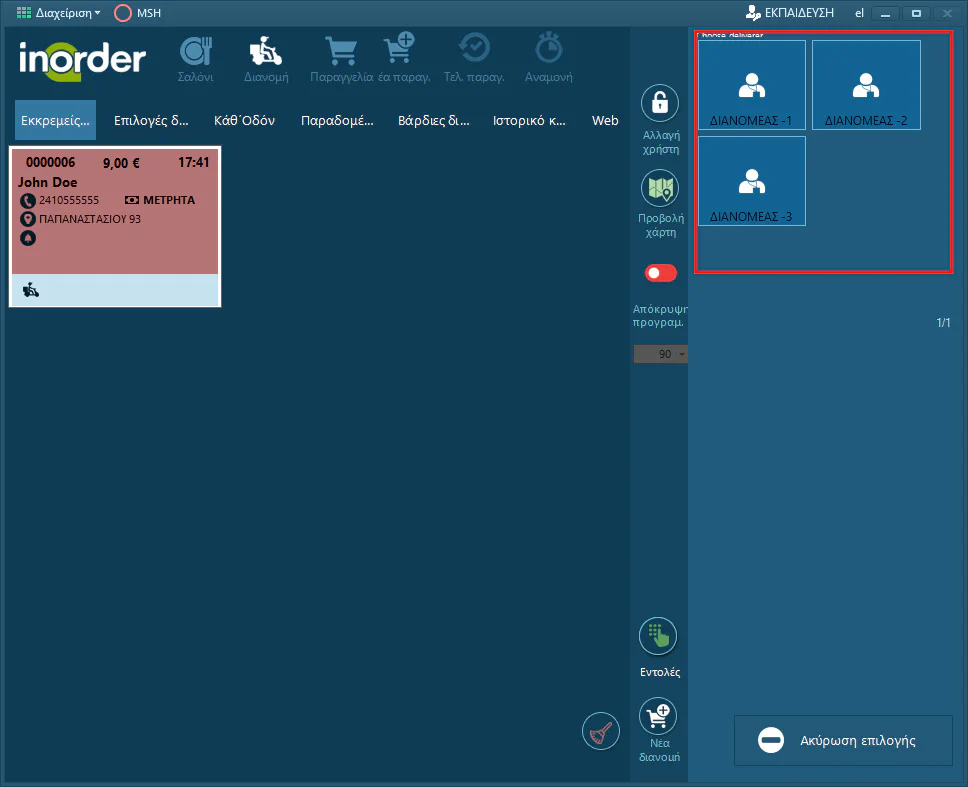 Διαχείριση MSH ΕΚΠΑΙΔΕΥΣΗ el
inorder
Σαλόνι Διανομή Παραγγελία έα παραγ. Τελ. παραγ. Αναμονή
Εκκρεμείς... Επιλογές δ... Κάθ΄Οδόν Παραδομέ... Βάρδιες δι... Ιστορικό κ... Web
0000006 9,00 € 17:41
John Doe
2410555555 ΜΕΤΡΗΤΑ
ΠΑΠΑΝΑΣΤΑΣΙΟΥ 93
Αλλαγή
χρήστη
Προβολή
χάρτη
Απόκρυψη
προγραμ.
90
Εντολές
Νέα
διανομή
Choose deliverer
ΔΙΑΝΟΜΕΑΣ -1 ΔΙΑΝΟΜΕΑΣ -2
ΔΙΑΝΟΜΕΑΣ -3
1/1
Ακύρωση επιλογής